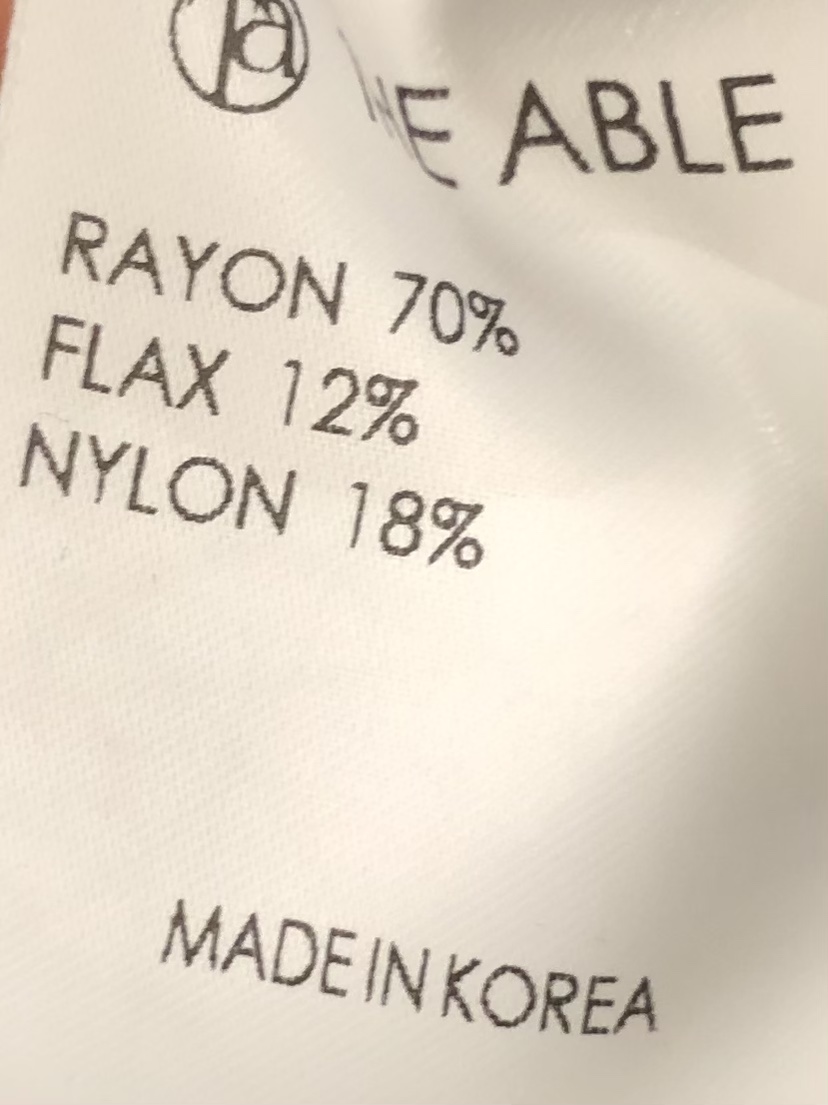 ABLE
RAYON 70%
FLAX 12%
NYLON 18%
MADE IN KOREA